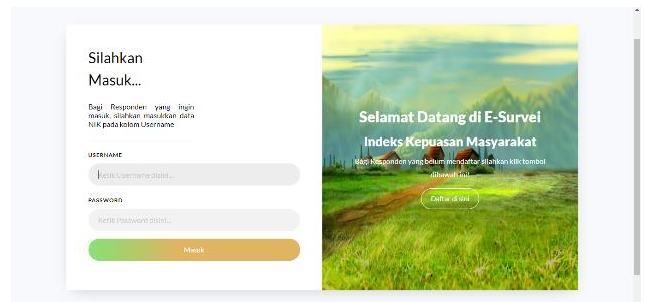 Silahkan
Masuk...
Bagi Responden yang ingin
masuk, silahkan masukkan data
NIK pada kolom Username
USERNAME
Ketik Username disini...
PASSWORD
Ketik Password disini...
Masuk
Selamat Datang di E-Survei
Indeks Kepuasan Masyarakat
Bagi Responden yang belum mendaftar silahkan klik tombol
dibawah ini!
Daftar disini